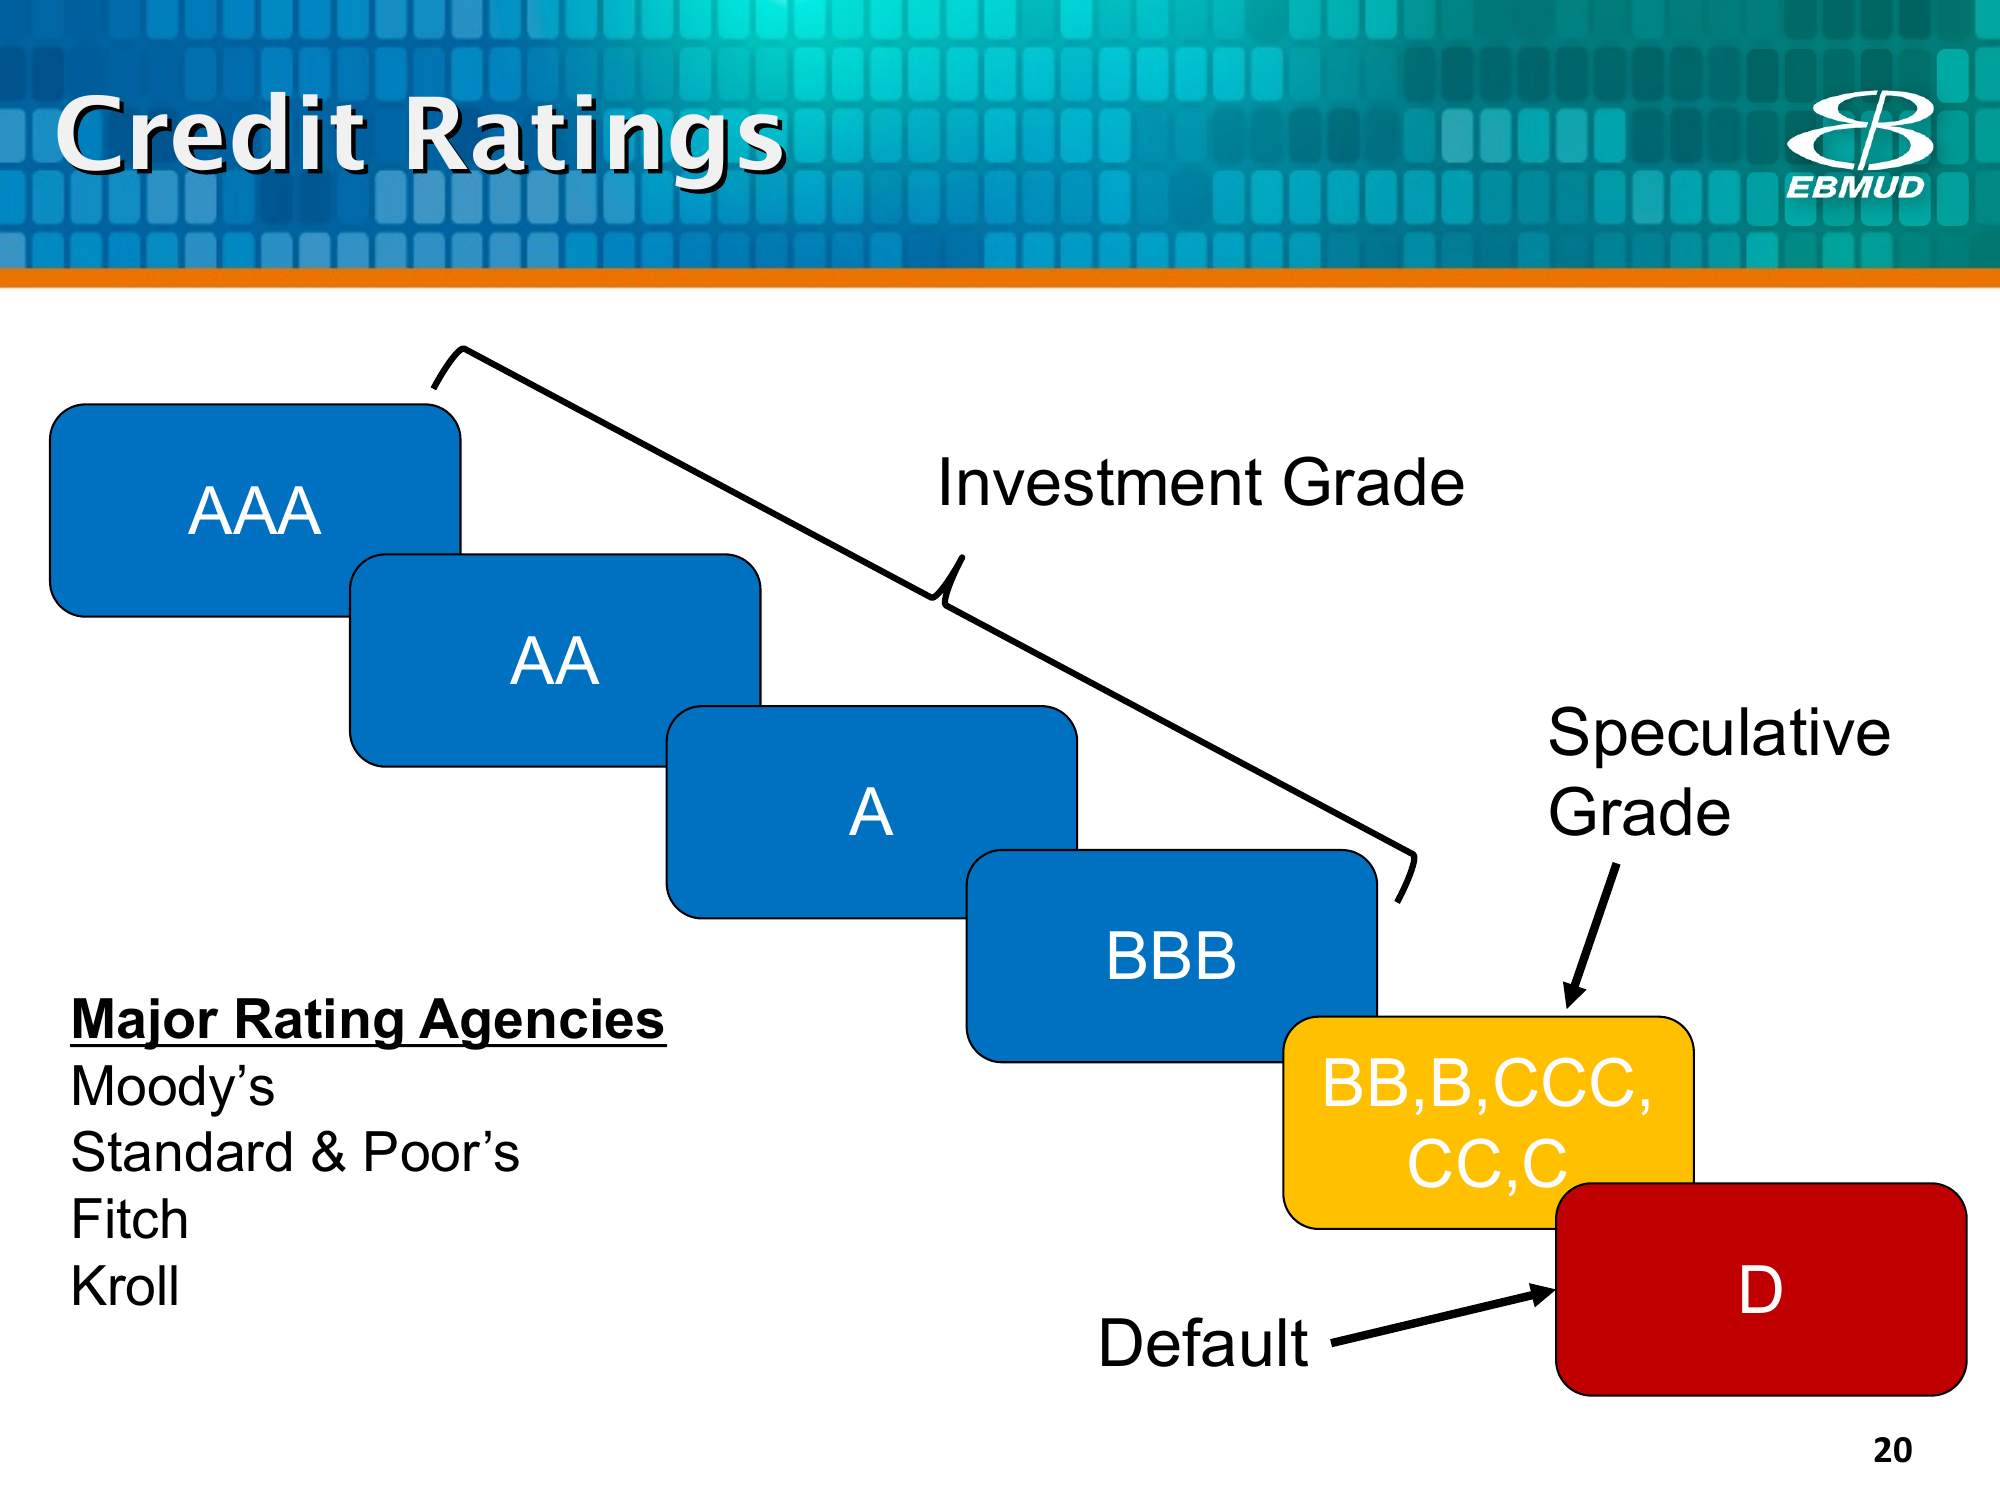 Credit Ratings
EBMUD
AAA
Investment Grade
AA
Speculative
Grade
A
BBB
Major Rating Agencies
Moody’s
Standard & Poor’s
Fitch
Kroll
BB,B,CCC,
CC,C
D
Default
20